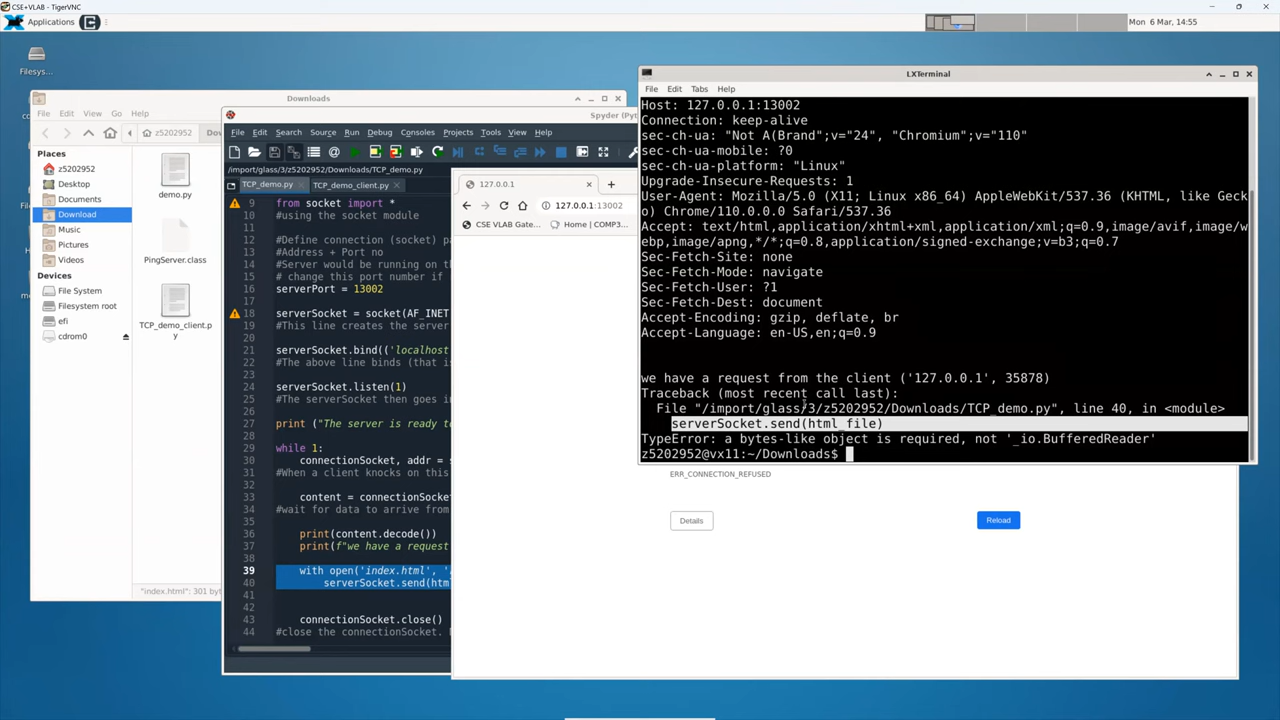 CSE+VLAB - TigerVNC
Applications
Mon 6 Mar, 14:55
Filesys...
Downloads
File Edit View Go Help
z5202952
Places
z5202952
Desktop
Documents
Download
Music
Pictures
Videos
Devices
File System
Filesystem root
efi
cdrom0
demo.py
PingServer.class
TCP_demo_client.p
y
"index.html": 301 by
Spyder (Pyt
File Edit Search Source Run Debug Consoles Projects Tools View Help
/import/glass/3/z5202952/Downloads/TCP_demo.py
TCP_demo.py
TCP_demo_client.py
9 from socket import *
10 #using the socket module
11
12 #Define connection (socket) pa
13 #Address + Port no
14 #Server would be running on th
15 # change this port number if
16 serverPort = 13002
17
18 serverSocket = socket(AF_INET
19 #This line creates the server
20
21 serverSocket.bind(('localhost
22 #The above line binds (that is
23
24 serverSocket.listen(1)
25 #The serverSocket then goes in
26
27 print ("The server is ready to
28
29 while 1:
30 connectionSocket, addr = s
31 #When a client knocks on this
32
33 content = connectionSocket
34 #wait for data to arrive from
35
36 print(content.decode())
37 print(f"we have a request
38
39 with open('index.html', '
40 serverSocket.send(html
41
42
43 connectionSocket.close()
44 #close the connectionSocket.
127.0.0.1
127.0.0.1:13002
CSE VLAB Gate...
Home | COMP3...
ERR_CONNECTION_REFUSED
Details
Reload
LXTerminal
File Edit Tabs Help
Host: 127.0.0.1:13002
Connection: keep-alive
sec-ch-ua: "Not A(Brand";v="24", "Chromium";v="110"
sec-ch-ua-mobile: ?0
sec-ch-ua-platform: "Linux"
Upgrade-Insecure-Requests: 1
User-Agent: Mozilla/5.0 (X11; Linux x86_64) AppleWebKit/537.36 (KHTML, like Geck
o) Chrome/110.0.0.0 Safari/537.36
Accept: text/html,application/xhtml+xml,application/xml;q=0.9,image/avif,image/w
ebp,image/apng,*/*;q=0.8,application/signed-exchange;v=b3;q=0.7
Sec-Fetch-Site: none
Sec-Fetch-Mode: navigate
Sec-Fetch-User: ?1
Sec-Fetch-Dest: document
Accept-Encoding: gzip, deflate, br
Accept-Language: en-US,en;q=0.9
we have a request from the client ('127.0.0.1', 35878)
Traceback (most recent call last):
File "/import/glass/3/z5202952/Downloads/TCP_demo.py", line 40, in <module>
serverSocket.send(html_file)
TypeError: a bytes-like object is required, not '_io.BufferedReader'
z5202952@vx11:~/Downloads$